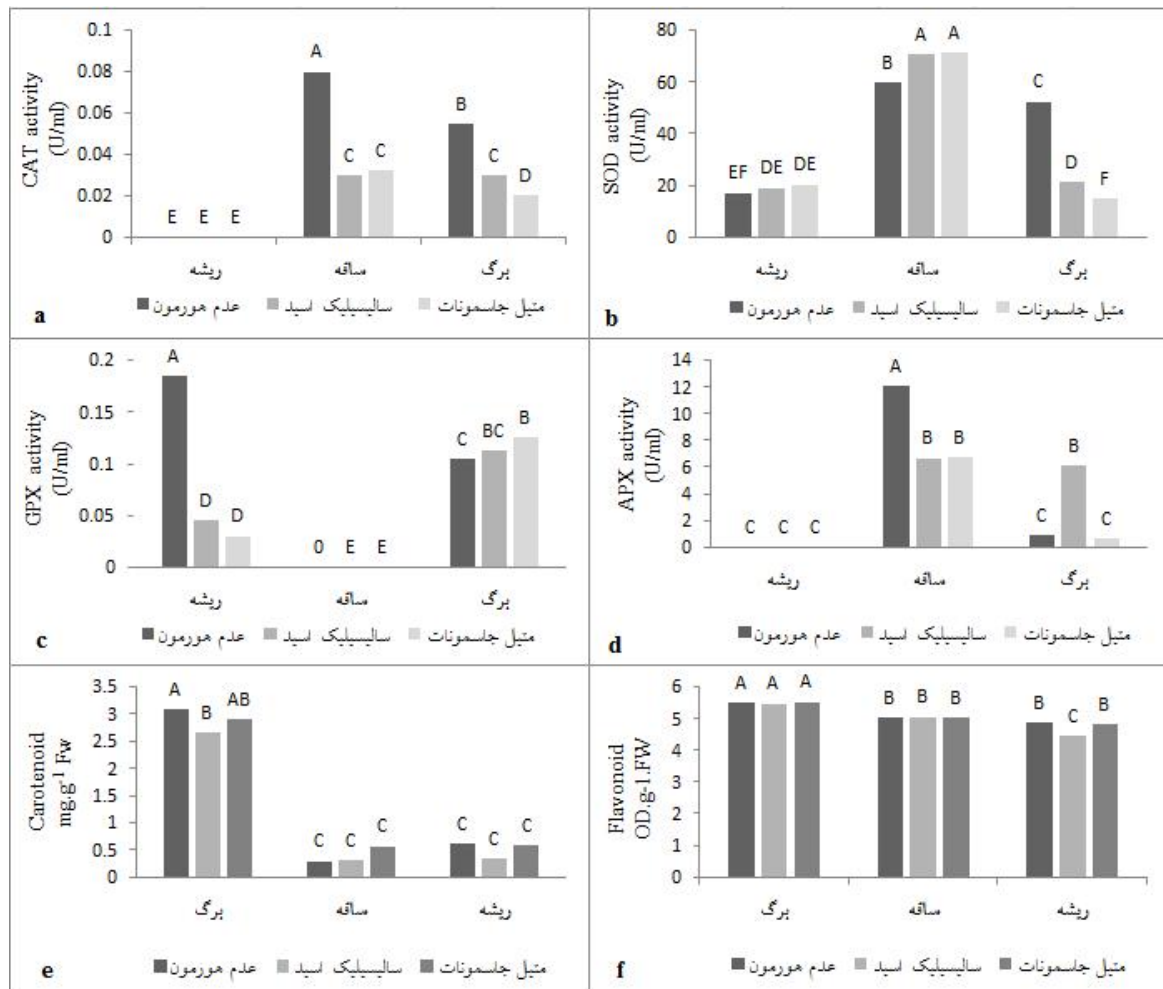 0.1
0.08
0.06
0.04
0.02
0
CAT activity
(U/ml)
E E E
A
C C
B
C
D
ریشه ساقه برگ
عدم هورمون سالیسیلیک اسید متیل جاسمونات
a
80
60
40
20
0
SOD activity
(U/ml)
EF DE DE
B
A A
C
D
F
ریشه ساقه برگ
عدم هورمون سالیسیلیک اسید متیل جاسمونات
b
0.2
0.15
0.1
0.05
0
GPX activity
(U/ml)
A
D D
0 E E
C BC B
ریشه ساقه برگ
عدم هورمون سالیسیلیک اسید متیل جاسمونات
c
14
12
10
8
6
4
2
0
APX activity
(U/ml)
C C C
A
B B
C
B
C
ریشه ساقه برگ
عدم هورمون سالیسیلیک اسید متیل جاسمونات
d
3.5
3
2.5
2
1.5
1
0.5
0
Carotenoid
mg.g-1 Fw
A
B
AB
C C C
C C C
برگ ساقه ریشه
عدم هورمون سالیسیلیک اسید متیل جاسمونات
e
6
5
4
3
2
1
0
Flavonoid
OD.g-1.FW
A A A
B B B
B C B
برگ ساقه ریشه
عدم هورمون سالیسیلیک اسید متیل جاسمونات
f